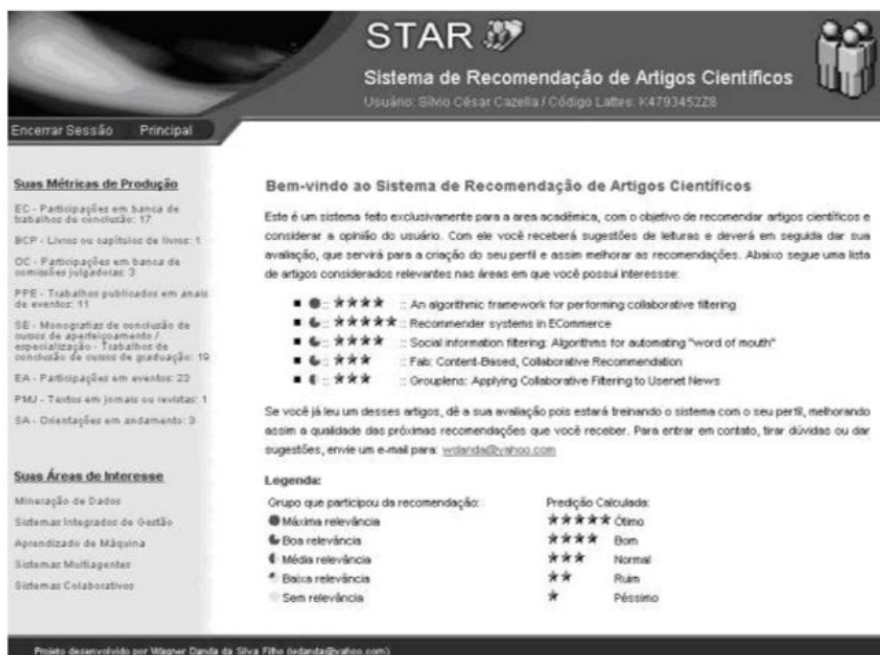 STAR
Sistema de Recomendação de Artigos Científicos
Usuário: Sílvio César Cazella / Código Lattes: K4793452Z8
Encerrar Sessão Principal
Suas Métricas de Produção
EC - Participações em banca de
trabalhos de conclusão: 17
BCP - Livros ou capítulos de livros: 1
OC - Participações em banca de
comissões julgadoras: 3
PPE - Trabalhos publicados em anais
de eventos: 11
SE - Monografias de conclusão de
cursos de aperfeiçoamento /
especialização - Trabalhos de
conclusão de cursos de graduação: 19
EA - Participações em eventos: 23
PMJ - Textos em jornais ou revistas: 1
SA - Orientações em andamento: 3
Suas Áreas de Interesse
Mineração de Dados
Sistemas Integrados de Gestão
Aprendizado de Máquina
Sistemas Multiagentes
Sistemas Colaborativos
Bem-vindo ao Sistema de Recomendação de Artigos Científicos
Este é um sistema feito exclusivamente para a area acadêmica, com o objetivo de recomendar artigos científicos e
considerar a opinião do usuário. Com ele você receberá sugestões de leituras e deverá em seguida dar sua
avaliação, que servirá para a criação do seu perfil e assim melhorar as recomendações. Abaixo segue uma lista
de artigos considerados relevantes nas áreas em que você possui interessse:
:: ★★★★ :: An algorithmic framework for performing collaborative filtering
:: ★★★★★ :: Recommender systems in ECommerce
:: ★★★★ :: Social information filtering: Algorithms for automating "word of mouth"
:: ★★★ :: Fab: Content-Based, Collaborative Recommendation
:: ★★★ :: Grouplens: Applying Collaborative Filtering to Usenet News
Se você já leu um desses artigos, dê a sua avaliação pois estará treinando o sistema com o seu perfil, melhorando
assim a qualidade das próximas recomendações que você receber. Para entrar em contato, tirar dúvidas ou dar
sugestões, envie um e-mail para: wdanda@yahoo.com
Legenda:
Grupo que participou da recomendação: Predição Calculada:
Máxima relevância ★★★★★ Ótimo
Boa relevância ★★★★ Bom
Média relevância ★★★ Normal
Baixa relevância ★★ Ruim
Sem relevância ★ Péssimo
Projeto desenvolvido por Wagner Danda da Silva Filho (wdanda@yahoo.com)